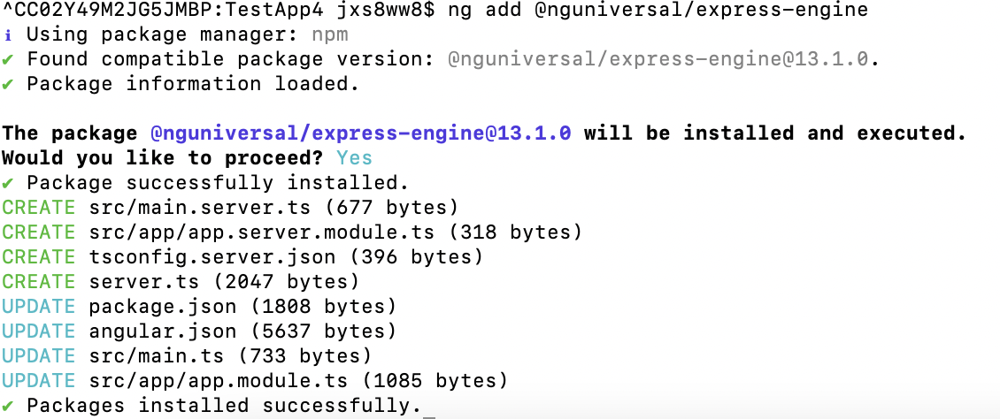 ^CC02Y49M2JG5JMBP:TestApp4 jxs8ww8$ ng add @nguniversal/express-engine
ℹ Using package manager: npm
✔ Found compatible package version: @nguniversal/express-engine@13.1.0.
✔ Package information loaded.
The package @nguniversal/express-engine@13.1.0 will be installed and executed.
Would you like to proceed? Yes
✔ Package successfully installed.
CREATE src/main.server.ts (677 bytes)
CREATE src/app/app.server.module.ts (318 bytes)
CREATE tsconfig.server.json (396 bytes)
CREATE server.ts (2047 bytes)
UPDATE package.json (1808 bytes)
UPDATE angular.json (5637 bytes)
UPDATE src/main.ts (733 bytes)
UPDATE src/app/app.module.ts (1085 bytes)
✔ Packages installed successfully.